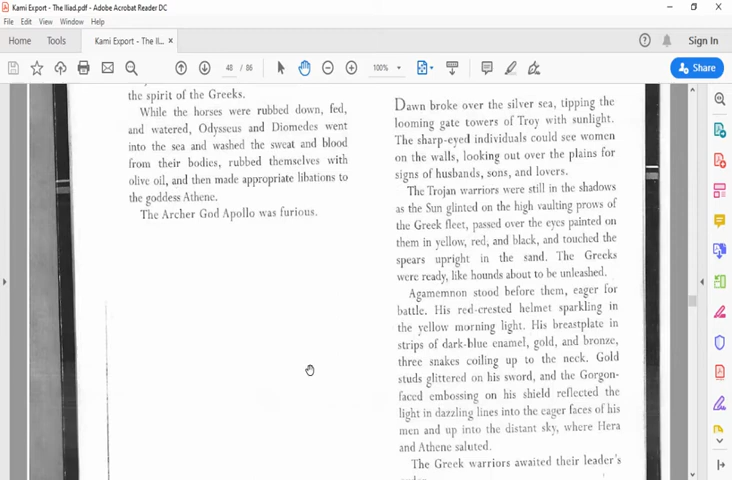 Kami Export - The Iliad.pdf - Adobe Acrobat Reader DC
File Edit View Window Help
Home Tools Kami Export - The Il... × Sign In
48 / 86 100% Share
the spirit of the Greeks.
While the horses were rubbed down, fed,
and watered, Odysseus and Diomedes went
into the sea and washed the sweat and blood
from their bodies, rubbed themselves with
olive oil, and then made appropriate libations to
the goddess Athene.
The Archer God Apollo was furious.
Dawn broke over the silver sea, tipping the
looming gate towers of Troy with sunlight.
The sharp-eyed individuals could see women
on the walls, looking out over the plains for
signs of husbands, sons, and lovers.
The Trojan warriors were still in the shadows
as the Sun glinted on the high vaulting prows of
the Greek fleet, passed over the eyes painted on
them in yellow, red, and black, and touched the
spears upright in the sand. The Greeks
were ready, like hounds about to be unleashed.
Agamemnon stood before them, eager for
battle. His red-crested helmet sparkling in
the yellow morning light. His breastplate in
strips of dark-blue enamel, gold, and bronze,
three snakes coiling up to the neck. Gold
studs glittered on his sword, and the Gorgon-
faced embossing on his shield reflected the
light in dazzling lines into the eager faces of his
men and up into the distant sky, where Hera
and Athene saluted.
The Greek warriors awaited their leader's